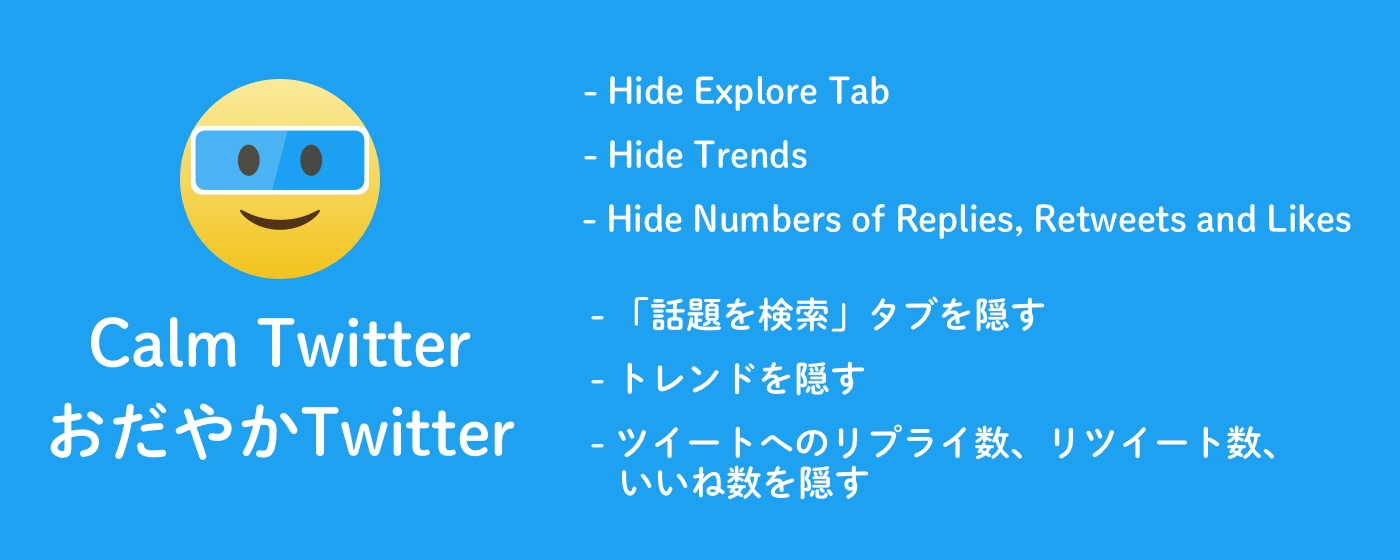 Calm Twitter
おだやかTwitter
- Hide Explore Tab
- Hide Trends
- Hide Numbers of Replies, Retweets and Likes
- 「話題を検索」タブを隠す
- トレンドを隠す
- ツイートへのリプライ数、リツイート数、
いいね数を隠す